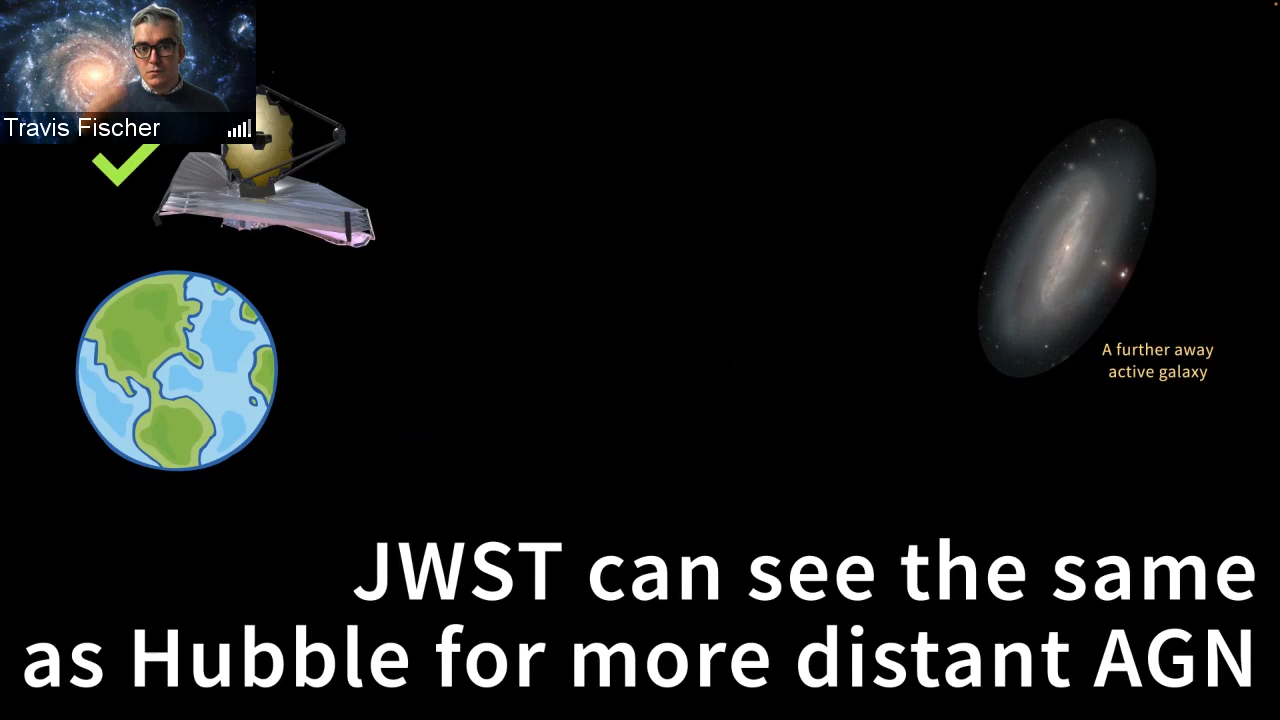 Travis Fischer
A further away
active galaxy
JWST can see the same
as Hubble for more distant AGN